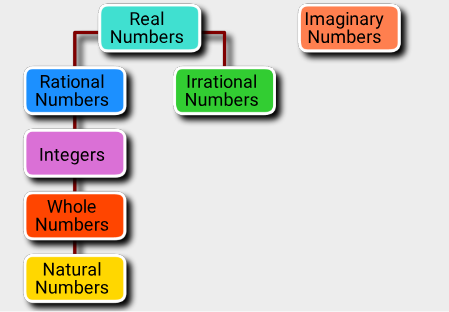 Real
Numbers
Imaginary
Numbers
Rational
Numbers
Irrational
Numbers
Integers
Whole
Numbers
Natural
Numbers